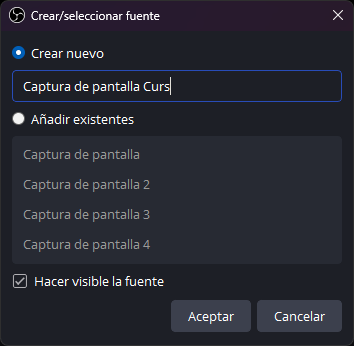 Crear/seleccionar fuente
Crear nuevo
Captura de pantalla Curs
Añadir existentes
Captura de pantalla
Captura de pantalla 2
Captura de pantalla 3
Captura de pantalla 4
Hacer visible la fuente
Aceptar Cancelar